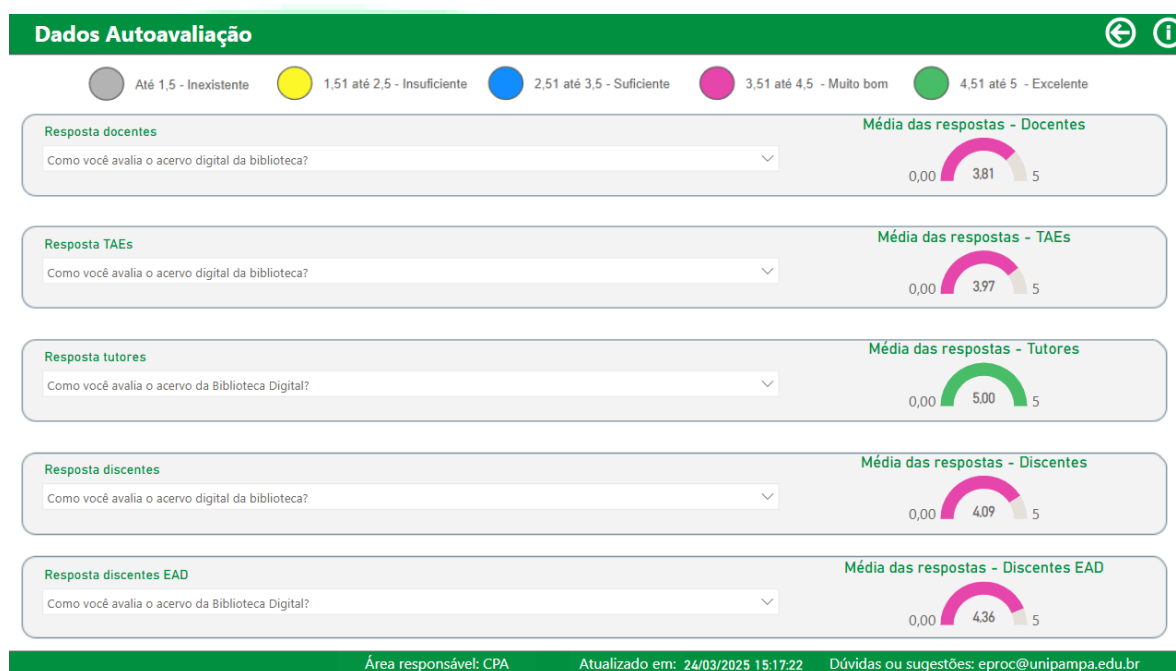 Dados Autoavaliação
Até 1,5 - Inexistente 1,51 até 2,5 - Insuficiente 2,51 até 3,5 - Suficiente 3,51 até 4,5 - Muito bom 4,51 até 5 - Excelente
Resposta docentes
Como você avalia o acervo digital da biblioteca?
Média das respostas - Docentes
0,00 3,81 5
Resposta TAEs
Como você avalia o acervo digital da biblioteca?
Média das respostas - TAEs
0,00 3,97 5
Resposta tutores
Como você avalia o acervo da Biblioteca Digital?
Média das respostas - Tutores
0,00 5,00 5
Resposta discentes
Como você avalia o acervo digital da biblioteca?
Média das respostas - Discentes
0,00 4,09 5
Resposta discentes EAD
Como você avalia o acervo da Biblioteca Digital?
Média das respostas - Discentes EAD
0,00 4,36 5
Área responsável: CPA Atualizado em: 24/03/2025 15:17:22 Dúvidas ou sugestões: eproc@unipampa.edu.br